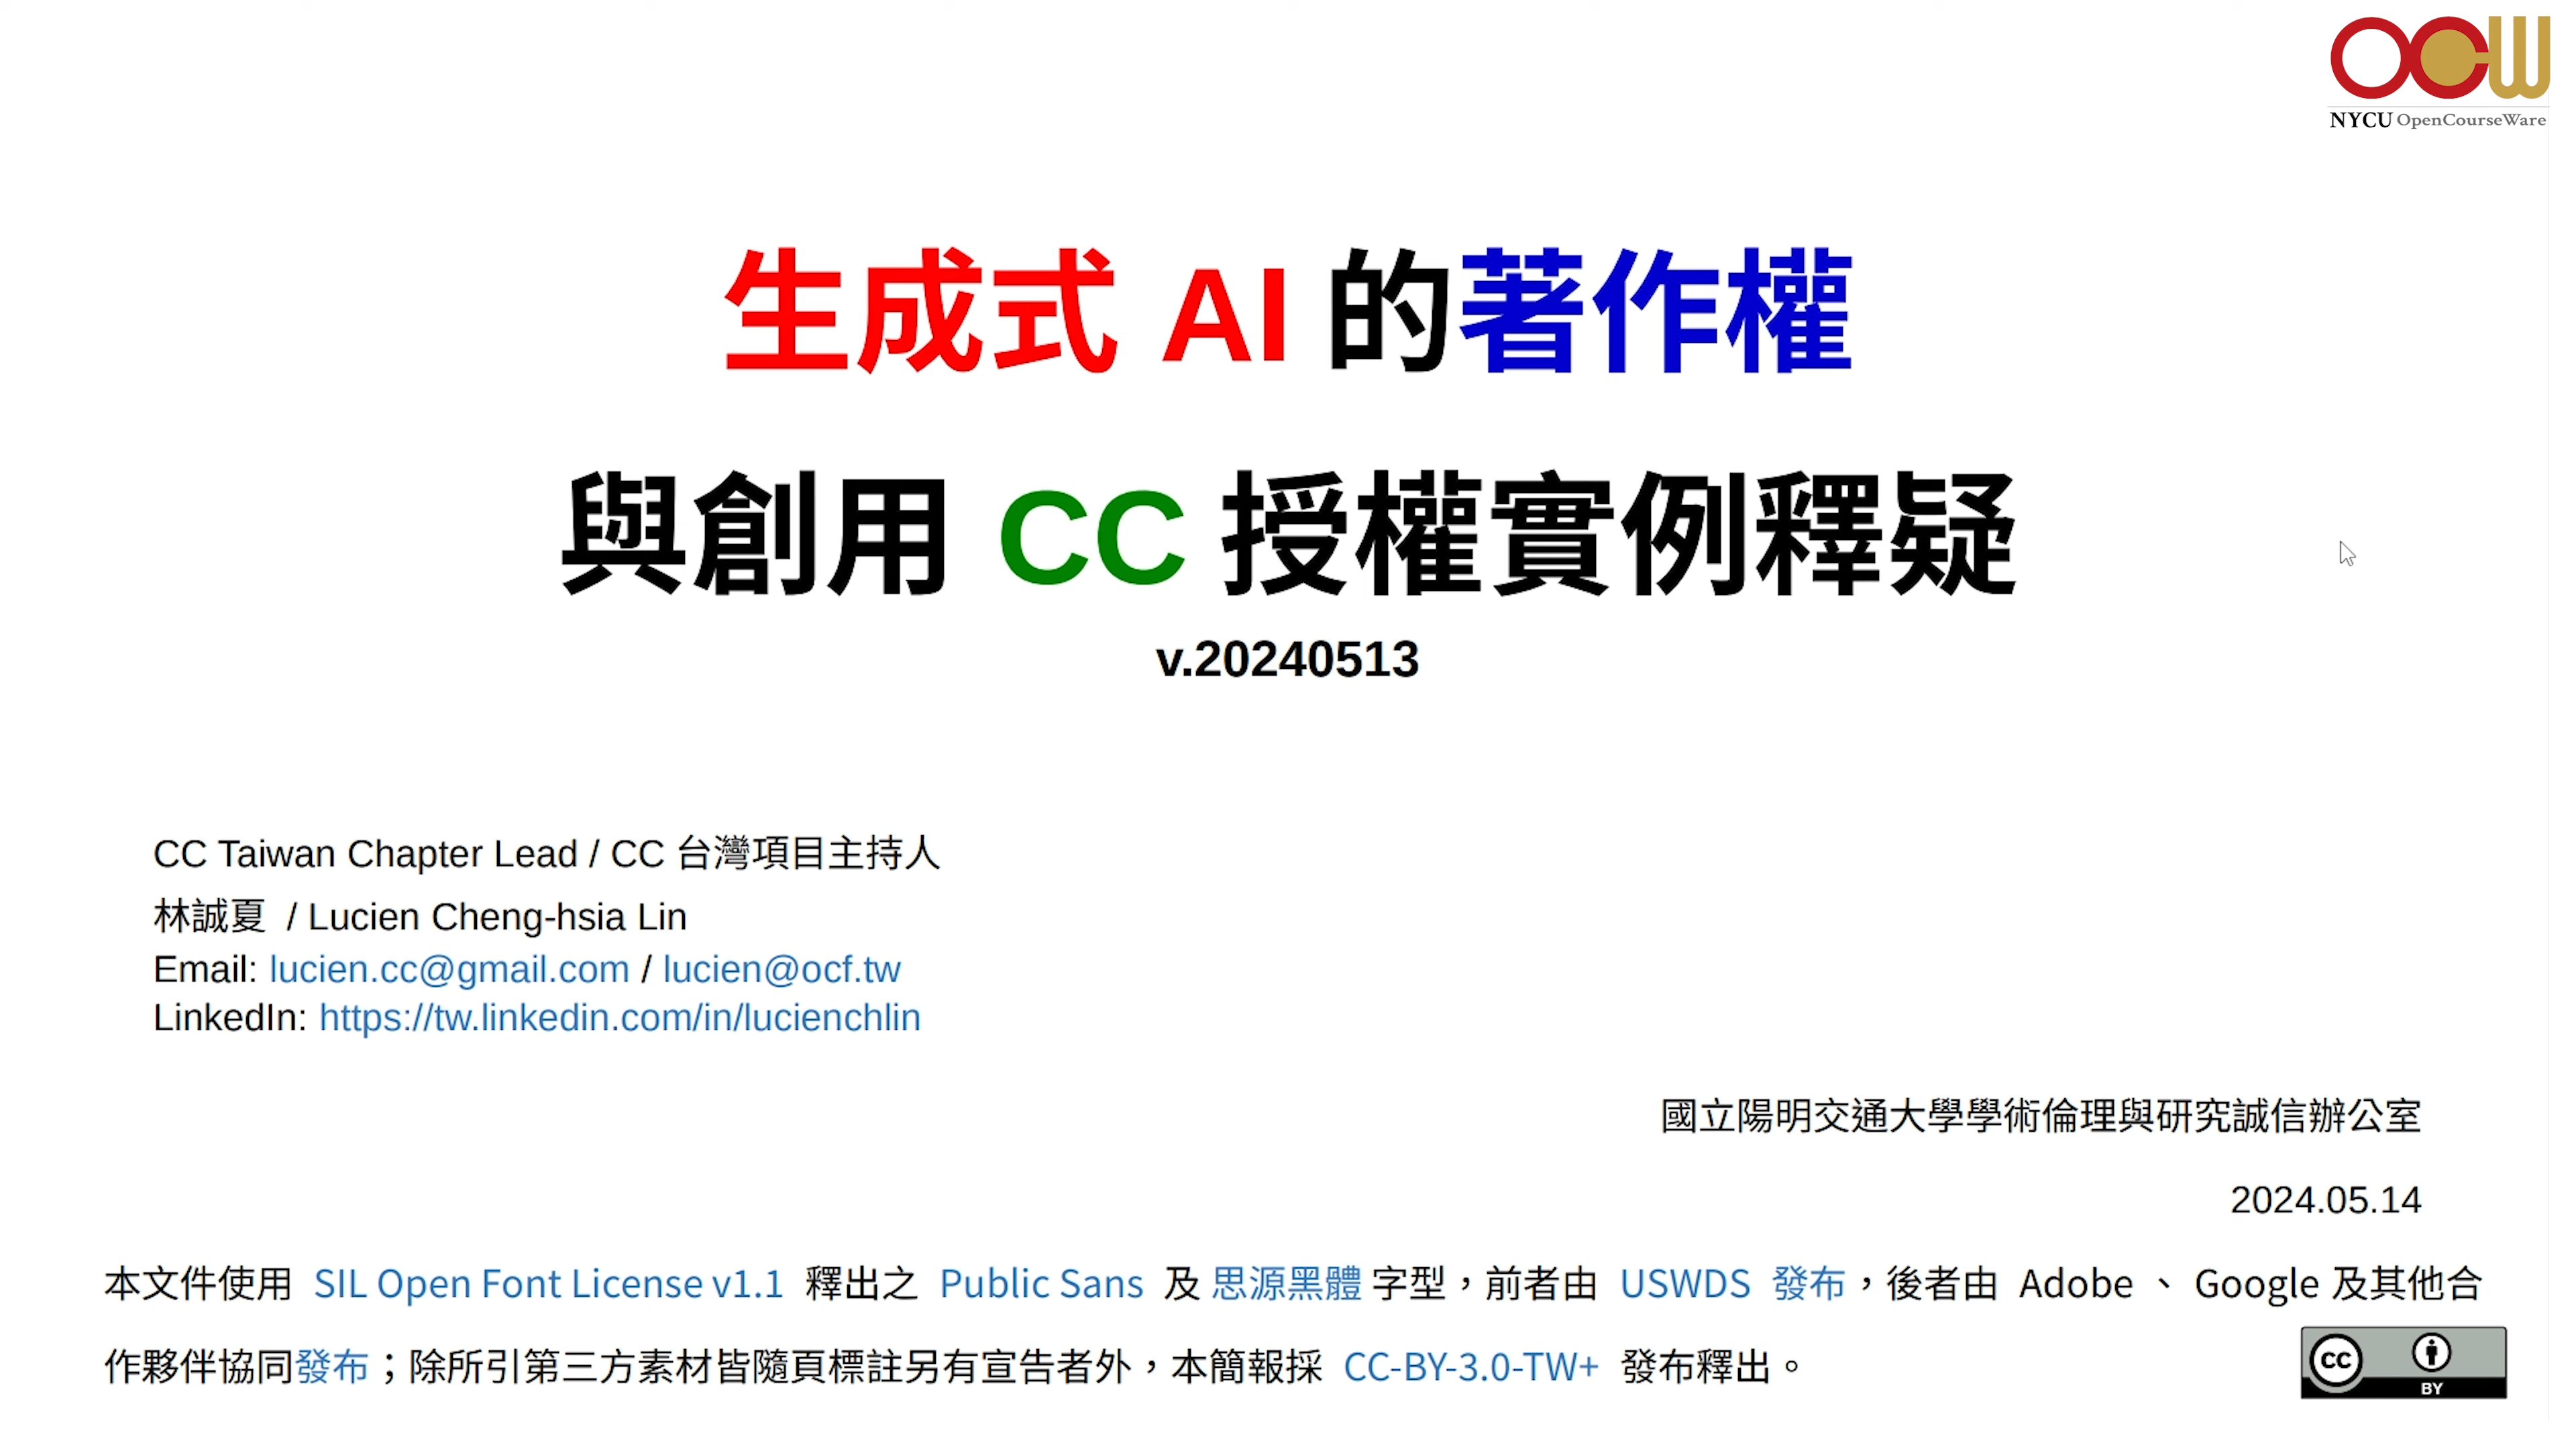 OCW
NYCU OpenCourseWare
生成式 AI 的著作權
與創用 CC 授權實例釋疑
v.20240513
CC Taiwan Chapter Lead / CC 台灣項目主持人
林誠夏 / Lucien Cheng-hsia Lin
Email: lucien.cc@gmail.com / lucien@ocf.tw
LinkedIn: https://tw.linkedin.com/in/lucienchlin
國立陽明交通大學學術倫理與研究誠信辦公室
2024.05.14
本文件使用 SIL Open Font License v1.1 釋出之 Public Sans 及 思源黑體 字型，前者由 USWDS 發布，後者由 Adobe 、 Google 及其他合
作夥伴協同發布；除所引第三方素材皆隨頁標註另有宣告者外，本簡報採 CC-BY-3.0-TW+ 發布釋出。
cc
BY